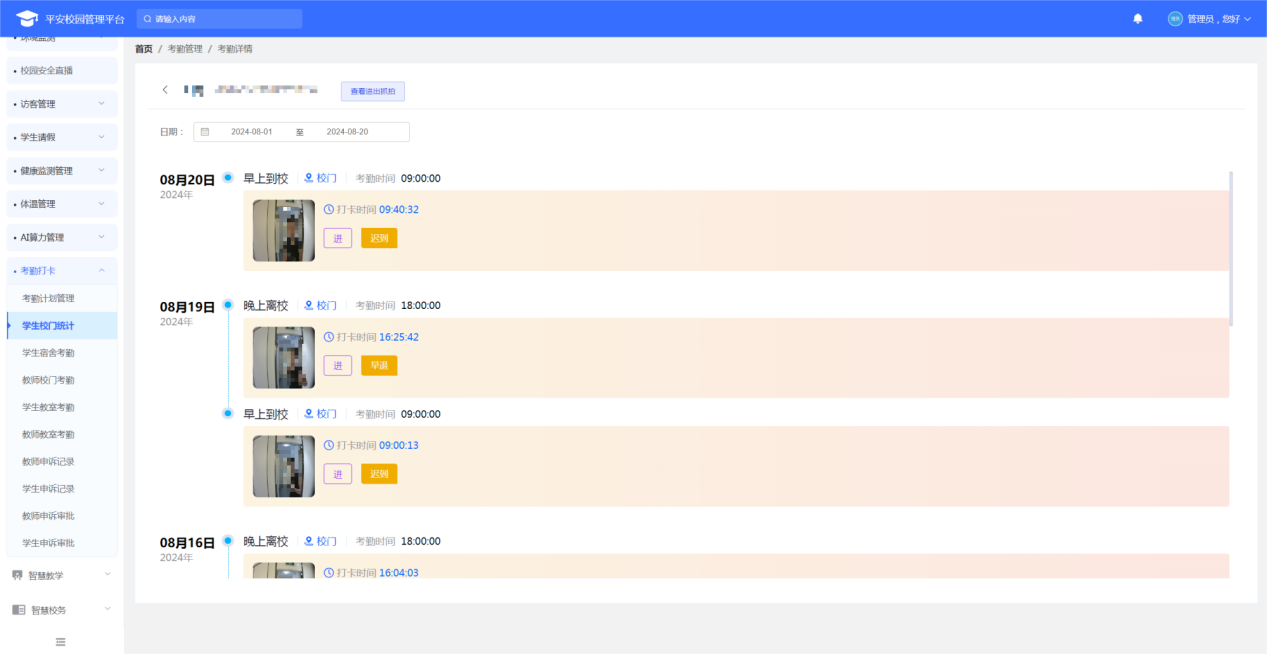 平安校园管理平台
请输入内容
管理员，您好
环境监测
校园安全直播
访客管理
学生请假
健康监测管理
体温管理
AI算力管理
考勤打卡
考勤计划管理
学生校门统计
学生宿舍考勤
教师校门考勤
学生教室考勤
教师教室考勤
教师申诉记录
学生申诉记录
教师申诉审批
学生申诉审批
智慧教学
智慧校务
首页 / 考勤管理 / 考勤详情
查看进出抓拍
日期： 2024-08-01 至 2024-08-20
08月20日 早上到校 校门 考勤时间 09:00:00
2024年
打卡时间 09:40:32
进 迟到
08月19日 晚上离校 校门 考勤时间 18:00:00
2024年
打卡时间 16:25:42
进 早退
早上到校 校门 考勤时间 09:00:00
打卡时间 09:00:13
进 迟到
08月16日 晚上离校 校门 考勤时间 18:00:00
2024年
打卡时间 16:04:03